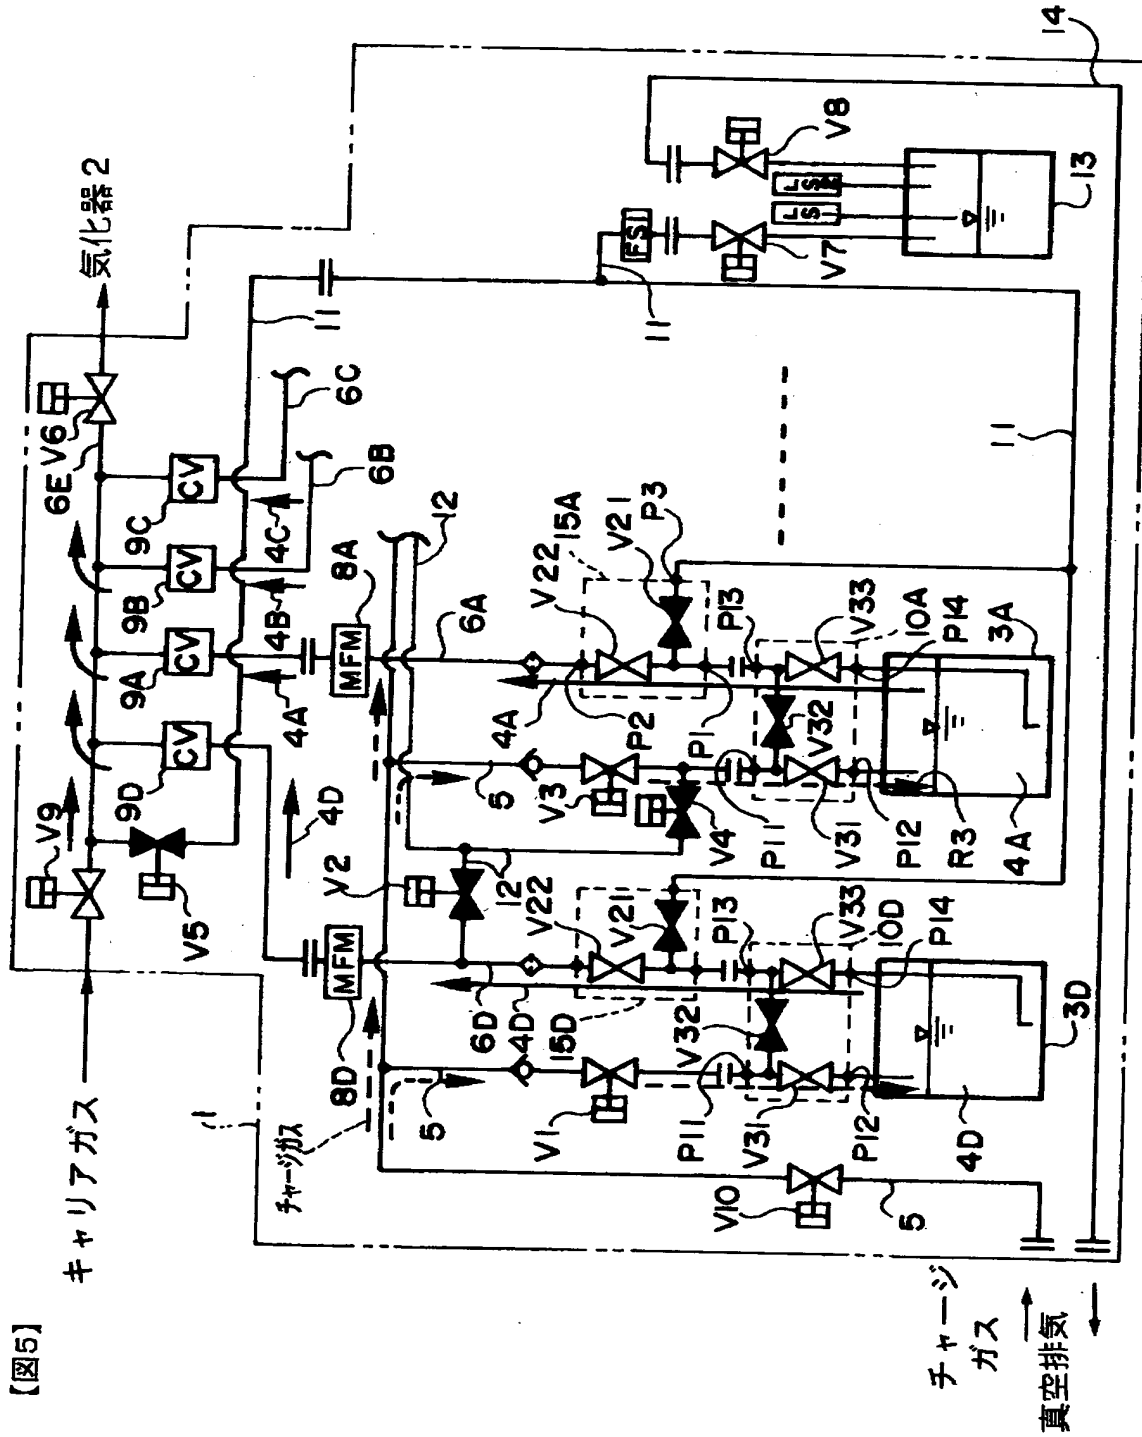 【図5】
キャリアガス
気化器2
チャージガス
チャージ
ガス
真空排気
1
V9
V5
9D
9A
9B
9C
CV
CV
CV
CV
6E
V6
4A
4B
4C
4D
6B
6C
11
11
11
12
12
14
8A
8D
MFM
MFM
FS
LS
LS
V7
V8
13
6A
V22
15A
V21
P3
P2
P1
P13
V33
10A
P14
3A
4A
4A
5
V3
V4
P11
V32
V31
P12
R3
V2
V22
V21
P13
V33
10D
P14
6D
4D
15D
5
V1
V32
P11
V31
P12
4D
3D
V10
5